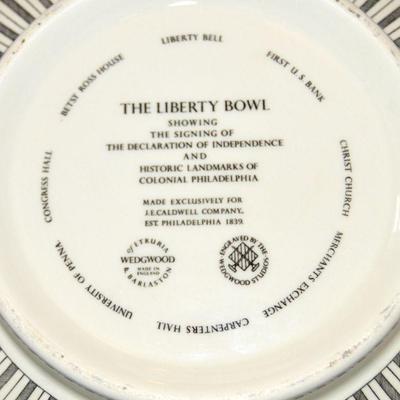 LIBERTY BELL
FIRST U.S. BANK
CHRIST CHURCH
MERCHANTS EXCHANGE
CARPENTERS HALL
UNIVERSITY OF PENNA
CONGRESS HALL
BETSY ROSS HOUSE
THE LIBERTY BOWL
SHOWING
THE SIGNING OF
THE DECLARATION OF INDEPENDENCE
AND
HISTORIC LANDMARKS OF
COLONIAL PHILADELPHIA
MADE EXCLUSIVELY FOR
J.E.CALDWELL COMPANY,
EST. PHILADELPHIA 1839.
OF ETRURIA
WEDGWOOD
MADE IN
ENGLAND
& BARLASTON
ENGRAVED BY THE
WEDGWOOD STUDIOS